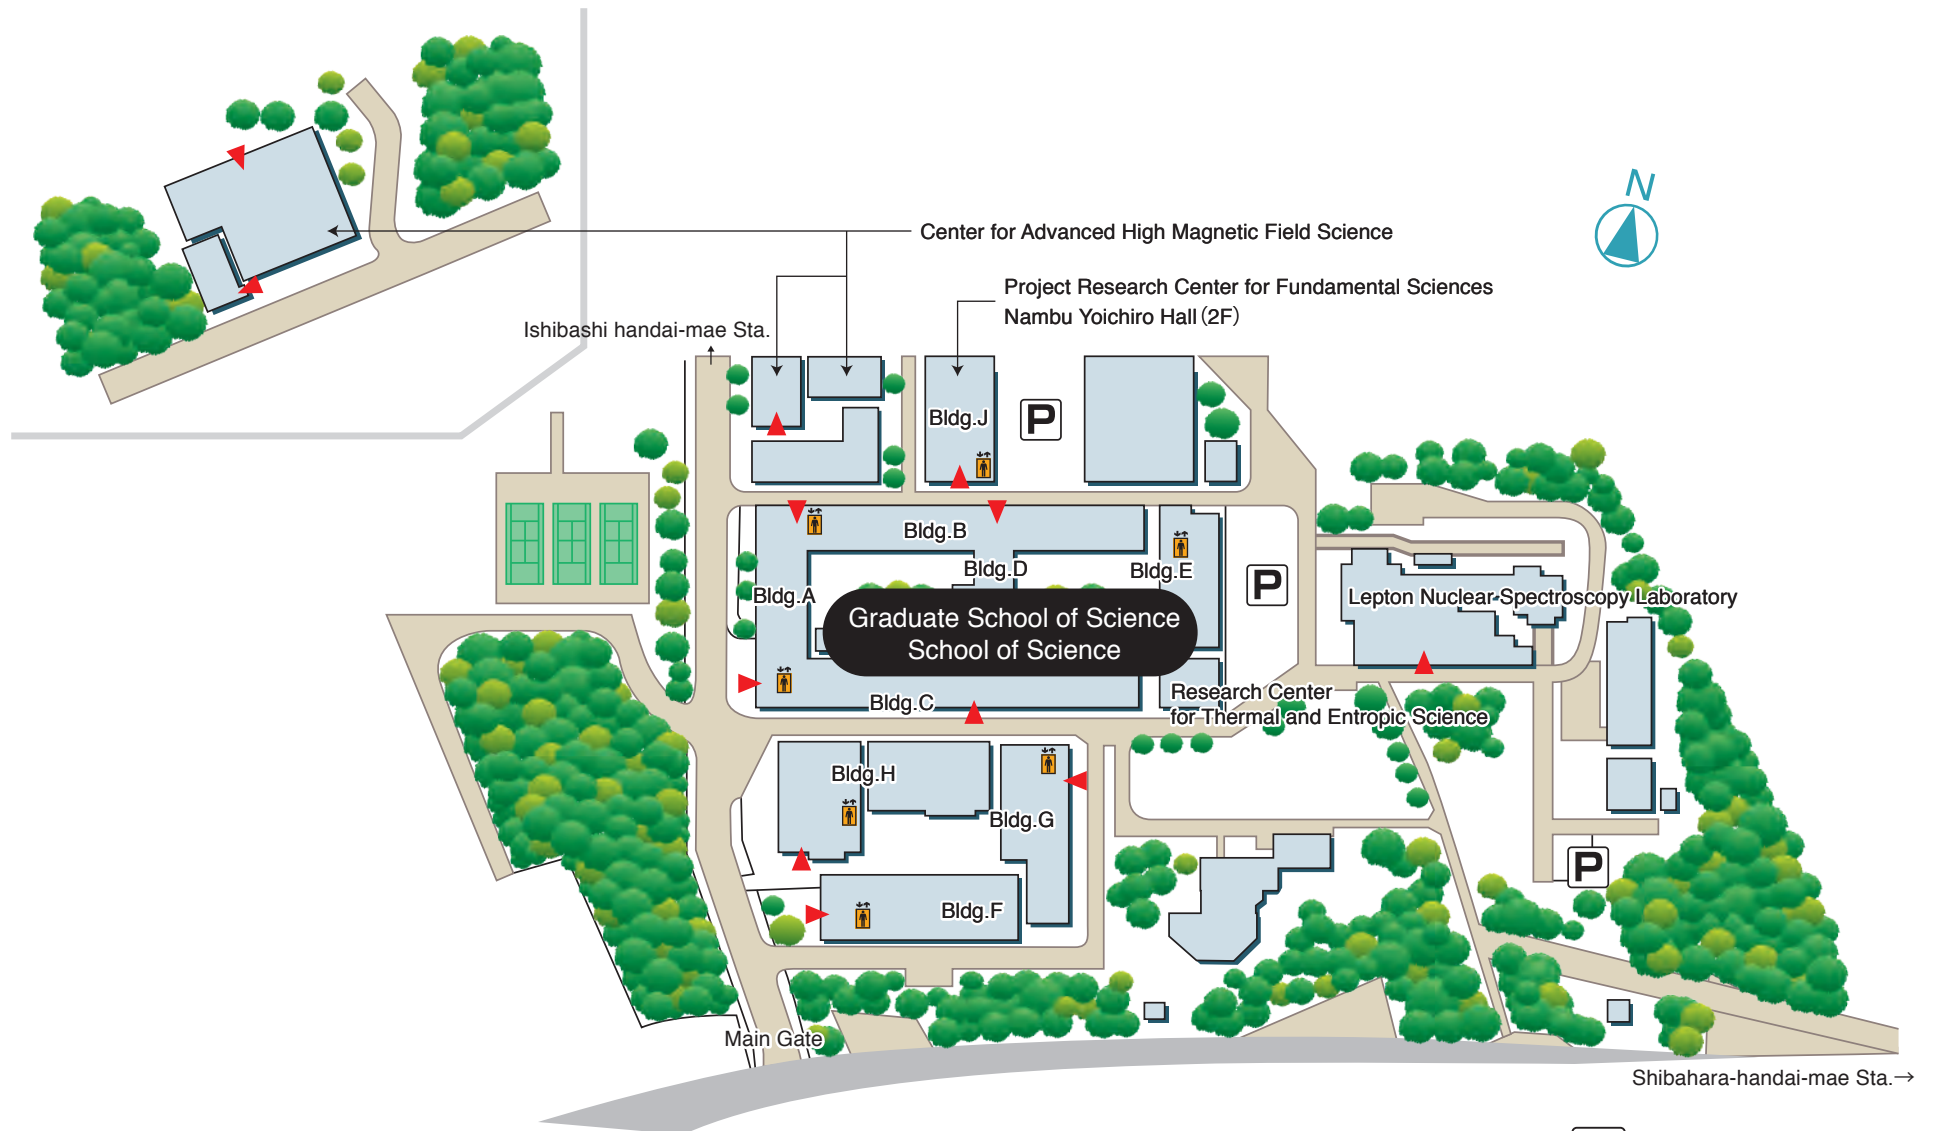 N
Center for Advanced High Magnetic Field Science
Project Research Center for Fundamental Sciences
Nambu Yoichiro Hall (2F)
Ishibashi handai-mae Sta.
Bldg.J
P
Bldg.B
Bldg.D
Bldg.E
P
Bldg.A
Lepton Nuclear Spectroscopy Laboratory
Graduate School of Science
School of Science
Bldg.C
Research Center
for Thermal and Entropic Science
Bldg.H
Bldg.G
P
Bldg.F
Main Gate
Shibahara-handai-mae Sta.→